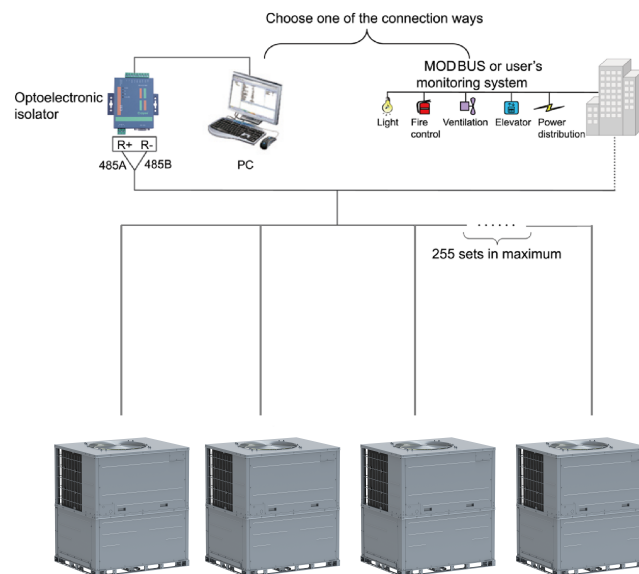 Choose one of the connection ways
MODBUS or user's
monitoring system
Optoelectronic
isolator
Light
Fire
control
Ventilation
Elevator
Power
distribution
R+ R-
485A
485B
PC
255 sets in maximum